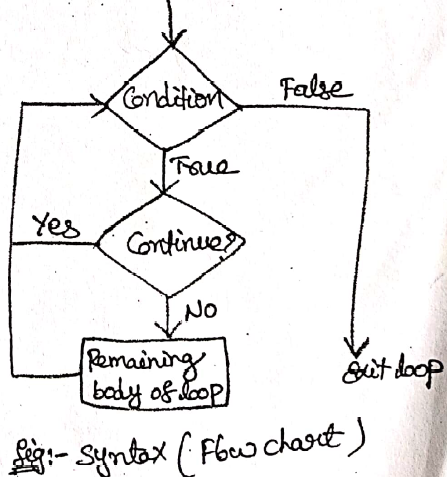 Condition
False
True
Yes
Continue?
No
Remaining
body of loop
Exit loop
Fig:- Syntax (Flow chart)